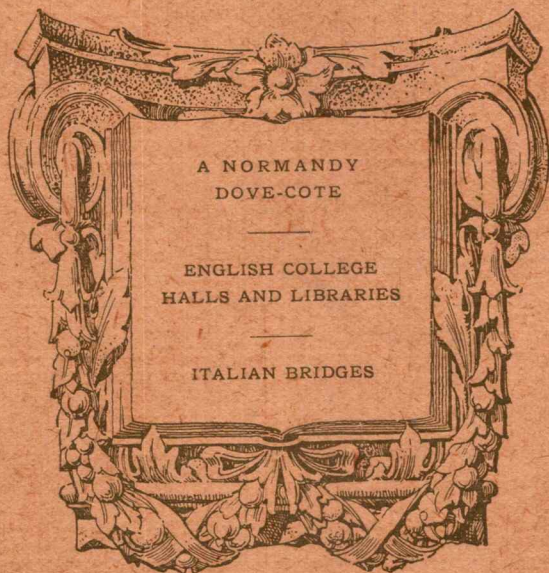 A NORMANDY
DOVE-COTE
ENGLISH COLLEGE
HALLS AND LIBRARIES
ITALIAN BRIDGES